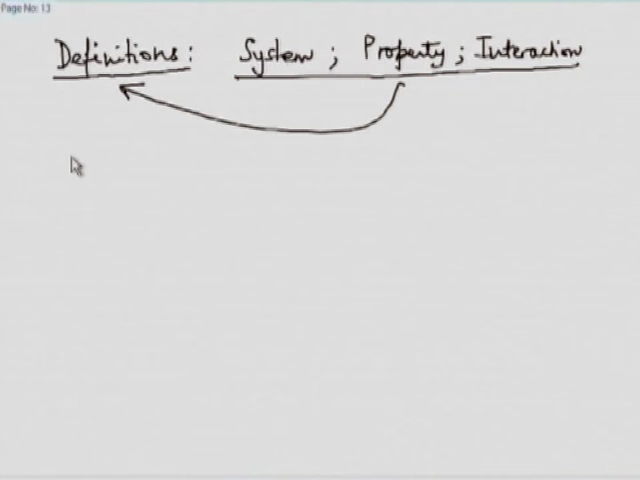 Page No: 13
Definitions: System ; Property ; Interaction